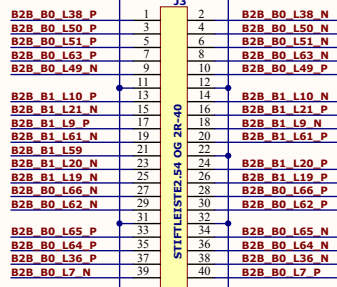 J3
B2B_B0_L38_P 1 2 B2B_B0_L38_N
B2B_B0_L50_P 3 4 B2B_B0_L50_N
B2B_B0_L51_P 5 6 B2B_B0_L51_N
B2B_B0_L63_P 7 8 B2B_B0_L63_N
B2B_B0_L49_N 9 10 B2B_B0_L49_P
11 12
B2B_B1_L10_P 13 14 B2B_B1_L10_N
B2B_B1_L21_N 15 16 B2B_B1_L21_P
B2B_B1_L9_P 17 18 B2B_B1_L9_N
B2B_B1_L61_N 19 20 B2B_B1_L61_P
B2B_B1_L59 21 22
B2B_B1_L20_N 23 24 B2B_B1_L20_P
B2B_B1_L19_N 25 26 B2B_B1_L19_P
B2B_B0_L66_N 27 28 B2B_B0_L66_P
B2B_B0_L62_N 29 30 B2B_B0_L62_P
31 32
B2B_B0_L65_P 33 34 B2B_B0_L65_N
B2B_B0_L64_P 35 36 B2B_B0_L64_N
B2B_B0_L36_P 37 38 B2B_B0_L36_N
B2B_B0_L7_N 39 40 B2B_B0_L7_P
STIFTLEISTE2.54 OG 2R-40